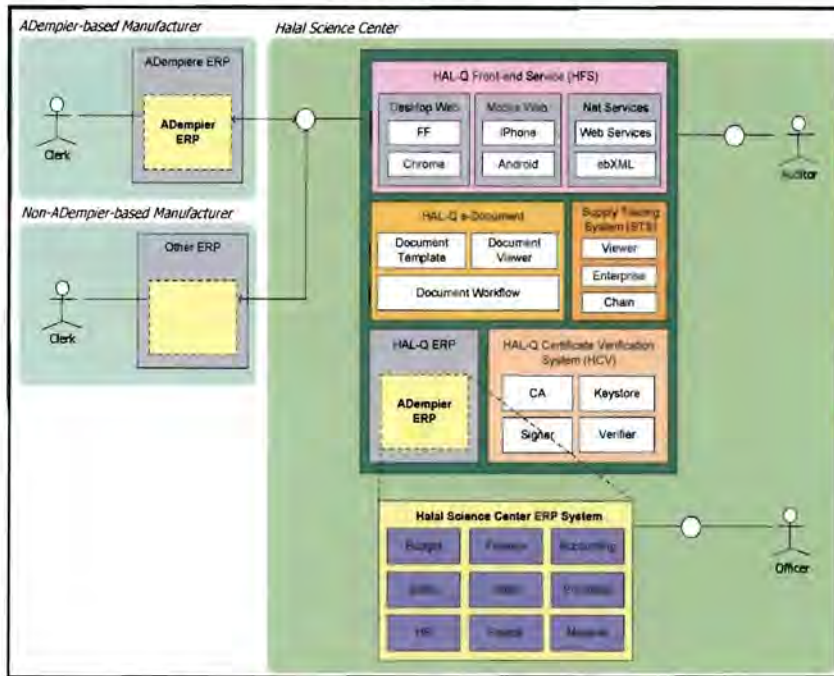 ADempier-based Manufacturer
ADempiere ERP
ADempier
ERP
Clerk
Non-ADempier-based Manufacturer
Other ERP
Clerk
Halal Science Center
HAL-Q Front-end Service (HFS)
Desktop Web
FF
Chrome
Mobile Web
iPhone
Android
Net Services
Web Services
ebXML
Auditor
HAL-Q e-Document
Document
Template
Document
Viewer
Document Workflow
Supply Tracing
System (STS)
Viewer
Enterprise
Chain
HAL-Q ERP
ADempier
ERP
HAL-Q Certificate Verification
System (HCV)
CA
Keystore
Signer
Verifier
Halal Science Center ERP System
Budget
Finance
Accounting
HR
Officer